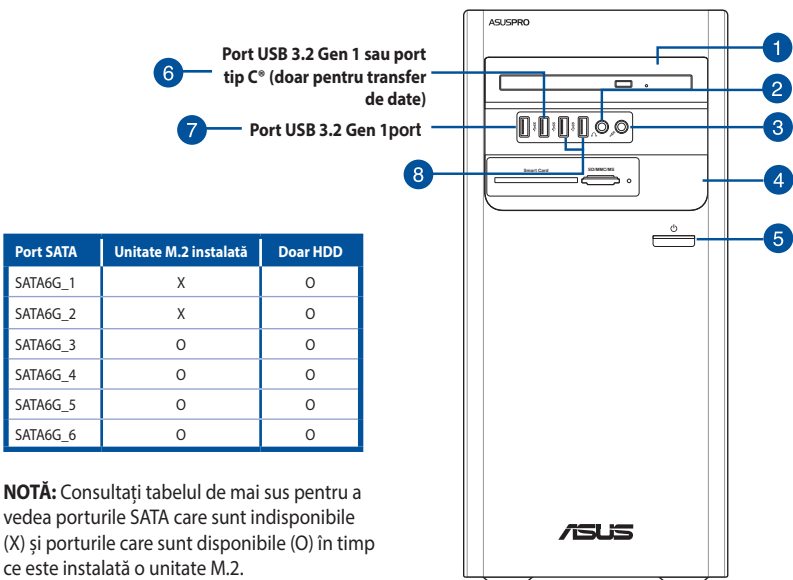 ASUSPRO
Port USB 3.2 Gen 1 sau port
tip C® (doar pentru transfer
de date)
Port USB 3.2 Gen 1port
1
2
3
4
5
6
7
8
Smart Card
SD/MMC/MS
Port SATA Unitate M.2 instalată Doar HDD
SATA6G_1 X O
SATA6G_2 X O
SATA6G_3 O O
SATA6G_4 O O
SATA6G_5 O O
SATA6G_6 O O
NOTĂ: Consultați tabelul de mai sus pentru a
vedea porturile SATA care sunt indisponibile
(X) și porturile care sunt disponibile (O) în timp
ce este instalată o unitate M.2.
ASUS